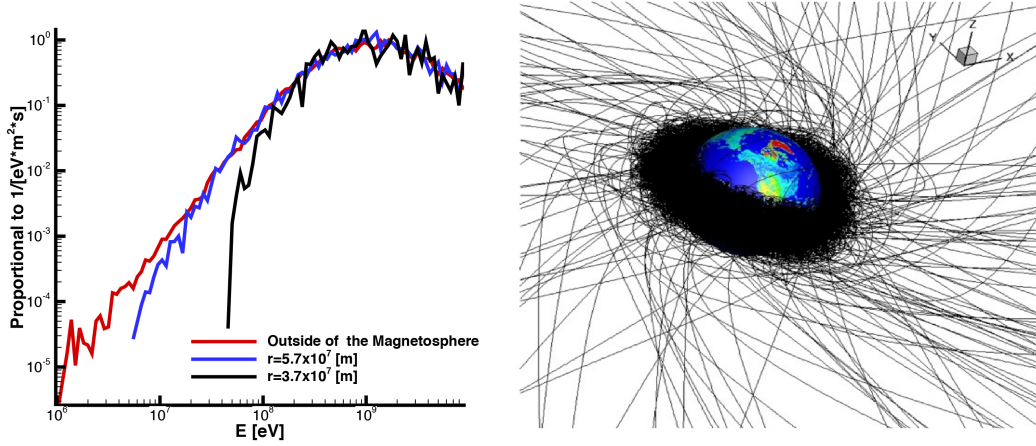 Proportional to 1/[eV*m²*s]
10⁰
10⁻¹
10⁻²
10⁻³
10⁻⁴
10⁻⁵
Outside of the Magnetosphere
r=5.7x10⁷ [m]
r=3.7x10⁷ [m]
10⁶ 10⁷ 10⁸ 10⁹
E [eV]
Z
Y
X